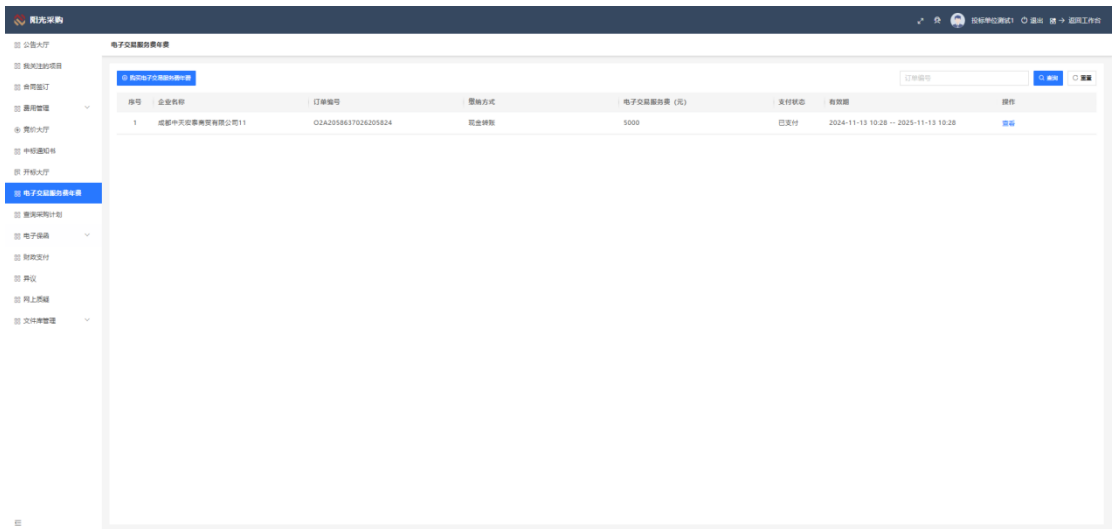 阳光采购
投标单位测试1 退出 返回工作台
公告大厅
我关注的项目
合同签订
费用管理
竞价大厅
中标通知书
开标大厅
电子交易服务费年费
查询采购计划
电子保函
财政支付
异议
网上质疑
文件库管理
电子交易服务费年费
购买电子交易服务费年费
订单编号 查询 重置
序号 企业名称 订单编号 缴纳方式 电子交易服务费 (元) 支付状态 有效期 操作
1 成都中天宏泰商贸有限公司11 O2A2058637026205824 现金转账 5000 已支付 2024-11-13 10:28 -- 2025-11-13 10:28 查看